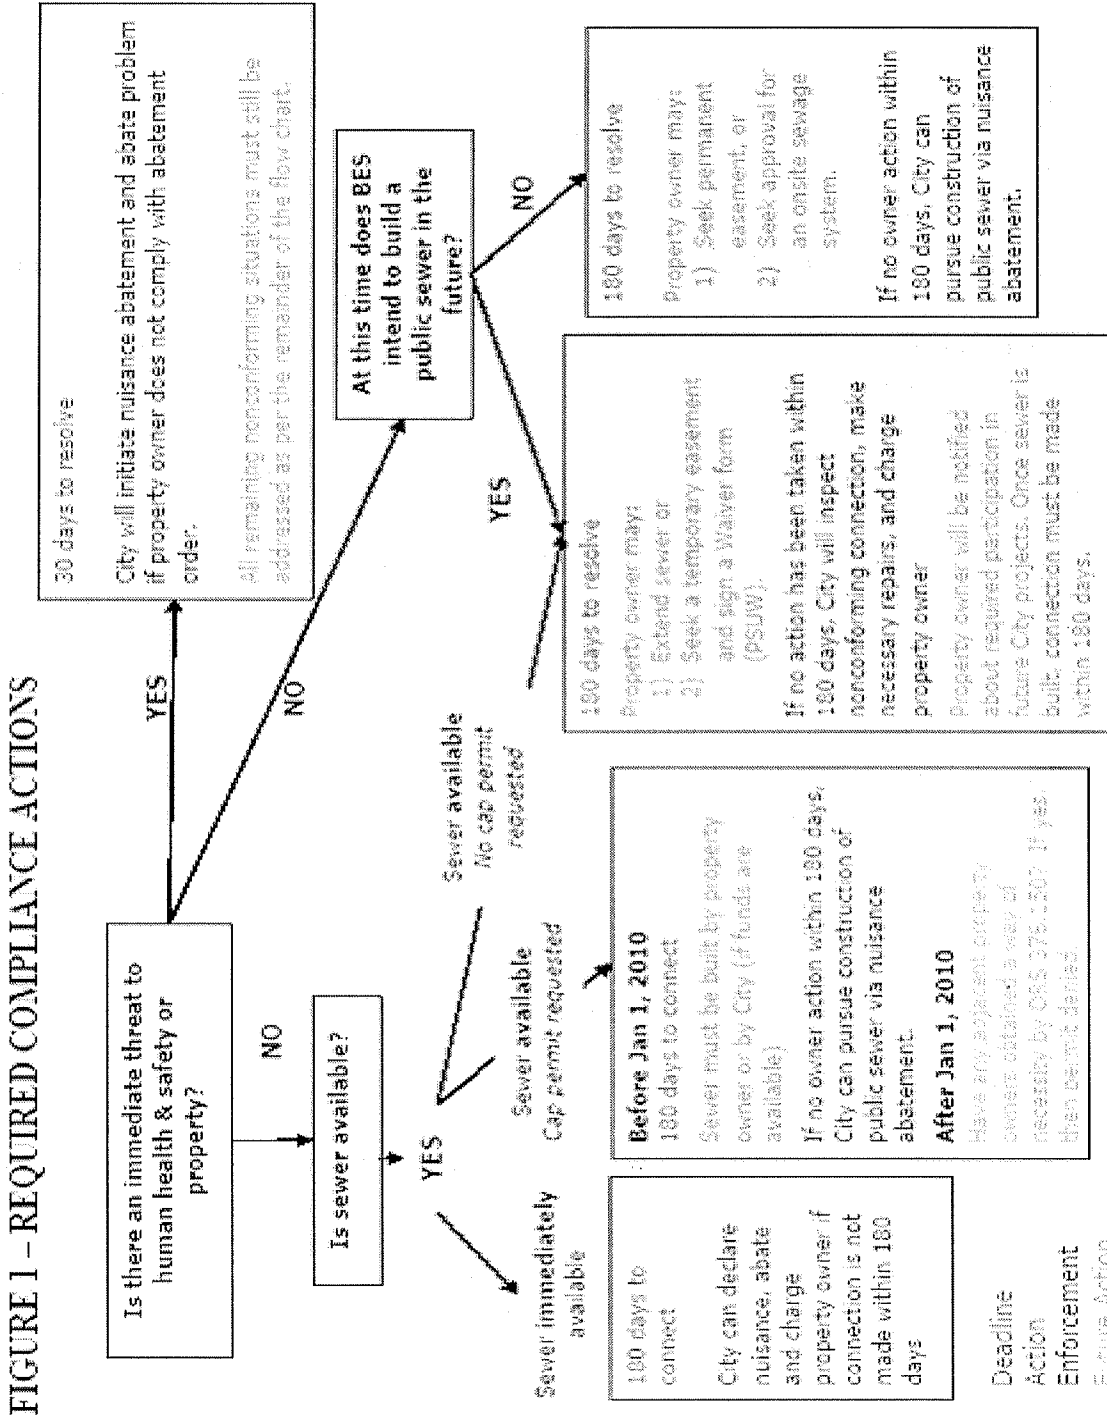 FIGURE 1 – REQUIRED COMPLIANCE ACTIONS
Is there an immediate threat to
human health & safety or
property?
YES
30 days to resolve
City will initiate nuisance abatement and abate problem
if property owner does not comply with abatement
order.
All remaining nonconforming situations must still be
addressed as per the remainder of the flow chart.
NO
NO
Is sewer available?
At this time does BES
intend to build a
public sewer in the
future?
YES
YES
NO
Sewer immediately
available
Sewer available
Cap permit requested
Sewer available
No cap permit
requested
180 days to
connect
City can declare
nuisance, abate
and charge
property owner if
connection is not
made within 180
days
Before Jan 1, 2010
180 days to connect
Sewer must be built by property
owner or by City (if funds are
available)
If no owner action within 180 days,
City can pursue construction of
public sewer via nuisance
abatement.
After Jan 1, 2010
Have an apparent property
owners obtained a way of
necessity by ORS 376.150? If yes,
then permit denied.
180 days to resolve
Property owner may:
1) Extend sewer or
2) Seek a temporary easement
and sign a Waiver form
(PSUW).
If no action has been taken within
180 days, City will inspect
nonconforming connection, make
necessary repairs, and charge
property owner
Property owner will be notified
about required participation in
future City projects. Once sewer is
built, connection must be made
within 180 days.
180 days to resolve
Property owner may:
1) Seek permanent
easement, or
2) Seek approval for
an onsite sewage
system.
If no owner action within
180 days, City can
pursue construction of
public sewer via nuisance
abatement.
Deadline
Action
Enforcement
Future Action